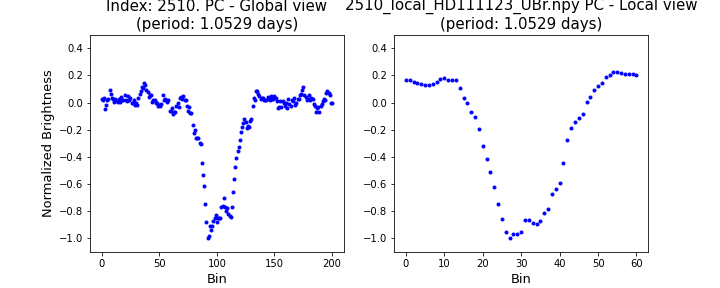 Index: 2510. PC - Global view
(period: 1.0529 days)
2510_local_HD111123_UBr.npy PC - Local view
(period: 1.0529 days)
Normalized Brightness
0.4
0.2
0.0
−0.2
−0.4
−0.6
−0.8
−1.0
0 50 100 150 200
Bin
0.4
0.2
0.0
−0.2
−0.4
−0.6
−0.8
−1.0
0 10 20 30 40 50 60
Bin